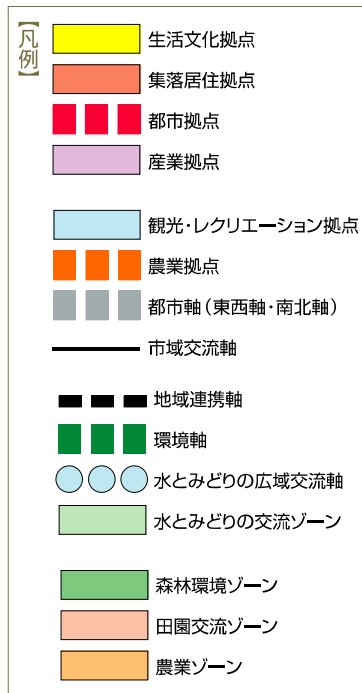 【凡例】
生活文化拠点
集落居住拠点
都市拠点
産業拠点
観光・レクリエーション拠点
農業拠点
都市軸（東西軸・南北軸）
市域交流軸
地域連携軸
環境軸
水とみどりの広域交流軸
水とみどりの交流ゾーン
森林環境ゾーン
田園交流ゾーン
農業ゾーン